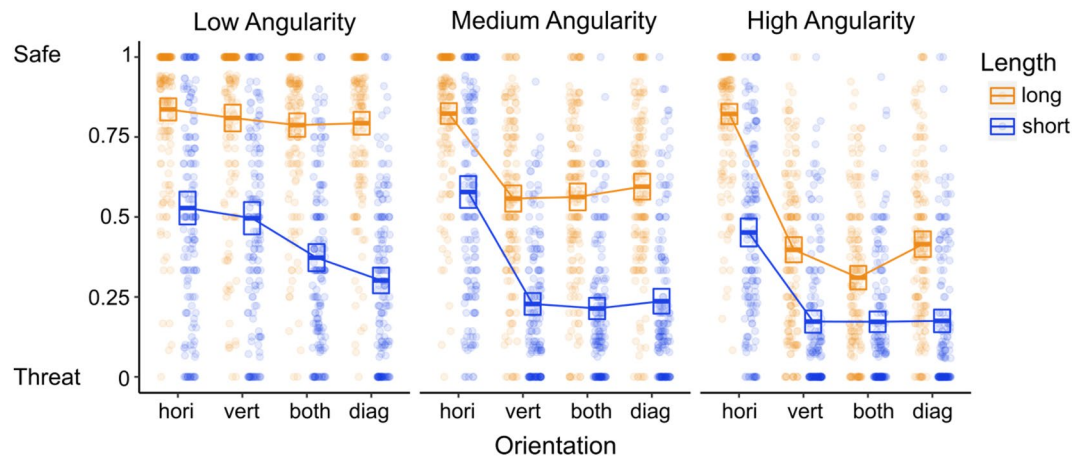 Low Angularity Medium Angularity High Angularity
Safe 1
Length
long
short
0.75
0.5
0.25
Threat 0
hori vert both diag hori vert both diag hori vert both diag
Orientation